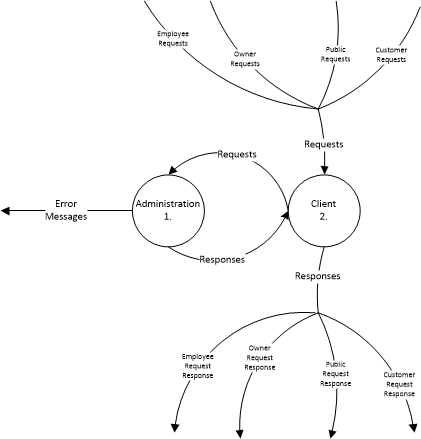 Employee
Requests
Owner
Requests
Public
Requests
Customer
Requests
Requests
Requests
Administration
1.
Client
2.
Error
Messages
Responses
Responses
Employee
Request
Response
Owner
Request
Response
Public
Request
Response
Customer
Request
Response